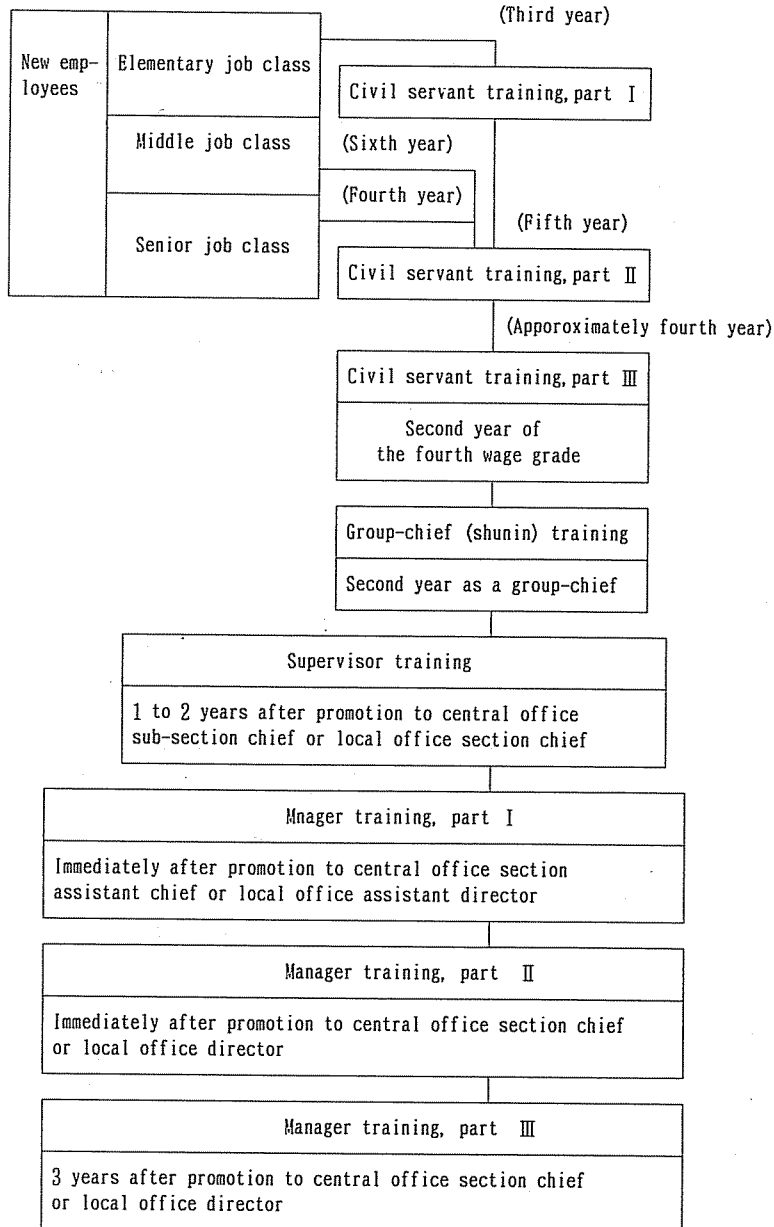 (Third year)
New emp-
loyees
Elementary job class
Civil servant training, part Ⅰ
Middle job class
(Sixth year)
(Fourth year)
(Fifth year)
Senior job class
Civil servant training, part Ⅱ
(Apporoximately fourth year)
Civil servant training, part Ⅲ
Second year of
the fourth wage grade
Group-chief (shunin) training
Second year as a group-chief
Supervisor training
1 to 2 years after promotion to central office
sub-section chief or local office section chief
Mnager training, part Ⅰ
Immediately after promotion to central office section
assistant chief or local office assistant director
Manager training, part Ⅱ
Immediately after promotion to central office section chief
or local office director
Manager training, part Ⅲ
3 years after promotion to central office section chief
or local office director